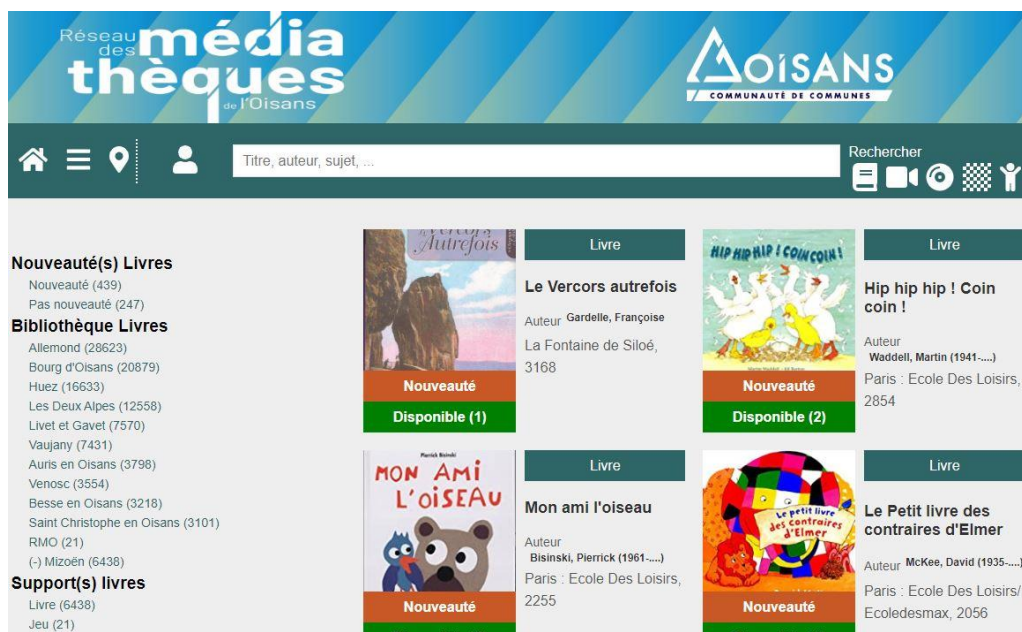 Réseau
des
média
thèques
de l'Oisans
OISANS
COMMUNAUTÉ DE COMMUNES
Titre, auteur, sujet, ...
Rechercher
Nouveauté(s) Livres
Nouveauté (439)
Pas nouveauté (247)
Bibliothèque Livres
Allemond (28623)
Bourg d'Oisans (20879)
Huez (16633)
Les Deux Alpes (12558)
Livet et Gavet (7570)
Vaujany (7431)
Auris en Oisans (3798)
Venosc (3554)
Besse en Oisans (3218)
Saint Christophe en Oisans (3101)
RMO (21)
(-) Mizoën (6438)
Support(s) livres
Livre (6438)
Jeu (21)
Vercors
Autrefois
Nouveauté
Disponible (1)
Livre
Le Vercors autrefois
Auteur Gardelle, Françoise
La Fontaine de Siloé,
3168
HIP HIP HIP ! COIN COIN !
Nouveauté
Disponible (2)
Livre
Hip hip hip ! Coin
coin !
Auteur
Waddell, Martin (1941-....)
Paris : Ecole Des Loisirs,
2854
Pierrick Bisinski
MON AMI
L'OISEAU
Nouveauté
Livre
Mon ami l'oiseau
Auteur
Bisinski, Pierrick (1961-....)
Paris : Ecole Des Loisirs,
2255
Le petit livre
des contraires
d'Elmer
Nouveauté
Livre
Le Petit livre des
contraires d'Elmer
Auteur McKee, David (1935-....)
Paris : Ecole Des Loisirs/
Ecoledesmax, 2056